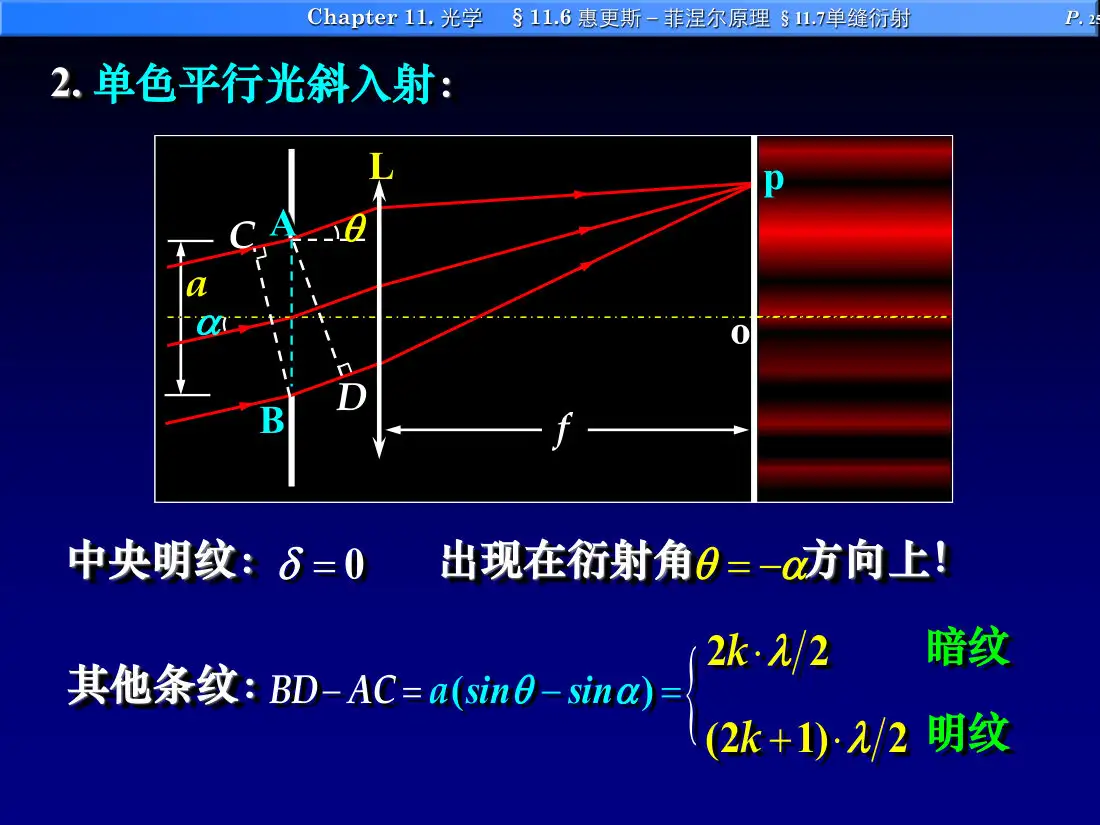 Chapter 11. 光学 § 11.6 惠更斯 – 菲涅尔原理 § 11.7单缝衍射 P. 25
2. 单色平行光斜入射：
L
p
C A θ
a
α
o
D
B
f
中央明纹：δ = 0 出现在衍射角θ = −α方向上！
2k · λ/2 暗纹
其他条纹：BD − AC = a(sinθ − sinα) =
(2k + 1) · λ/2 明纹